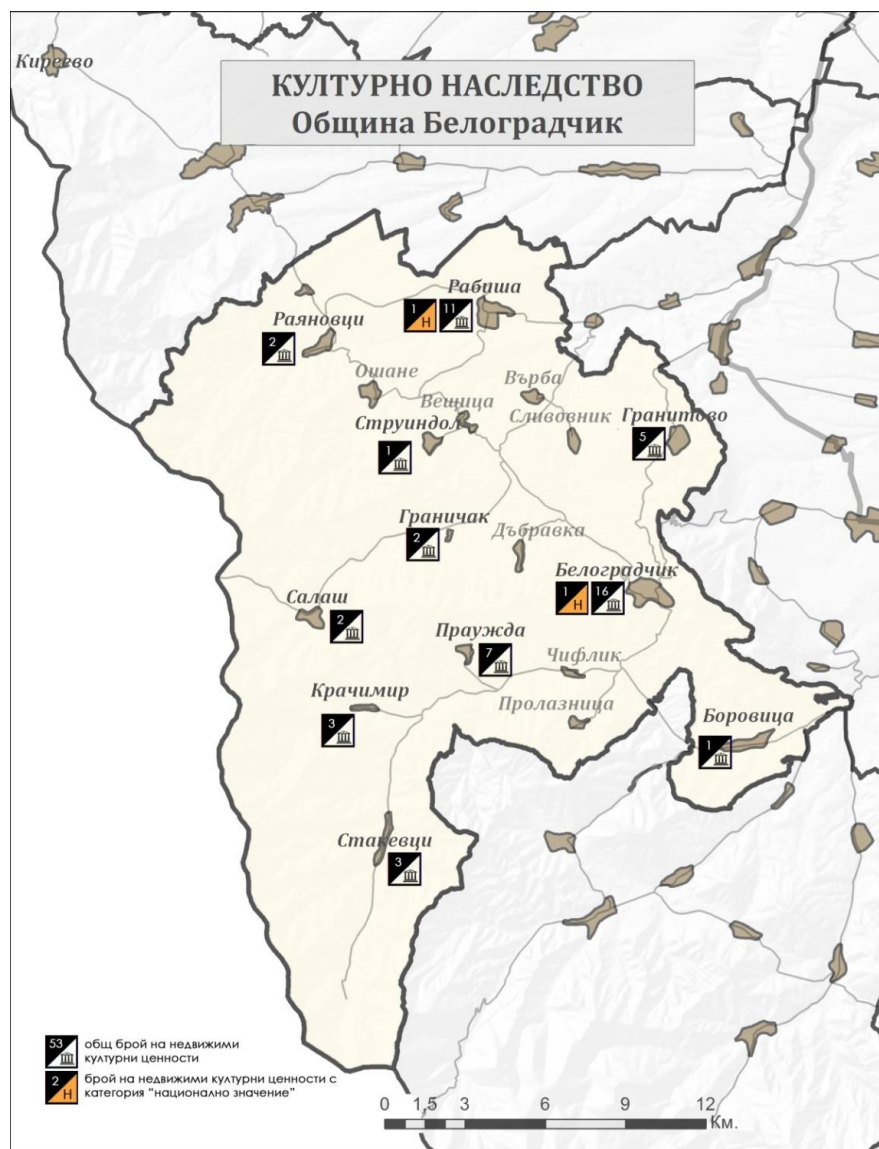 Киреево
КУЛТУРНО НАСЛЕДСТВО
Община Белоградчик
Рабиша
1
Н
11
Раяновци
2
Ошане
Върба
Вещица
Сливовник
Гранитово
Струиндол
5
1
Граничак
2
Дъбравка
Белоградчик
1
Н
16
Салаш
2
Праужда
7
Чифлик
Крачимир
3
Пролазница
Боровица
1
Стакевци
3
53
общ брой на недвижими
културни ценности
2
Н
брой на недвижими културни ценности с
категория "национално значение"
0 1,5 3 6 9 12
Км.